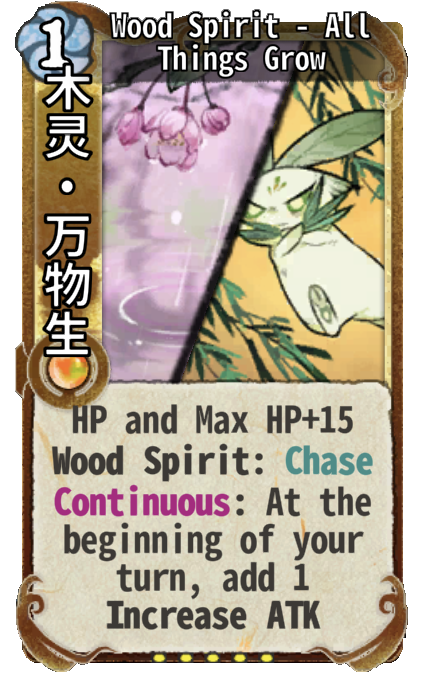 1
Wood Spirit - All
Things Grow
木灵·万物生
HP and Max HP+15
Wood Spirit: Chase
Continuous: At the
beginning of your
turn, add 1
Increase ATK